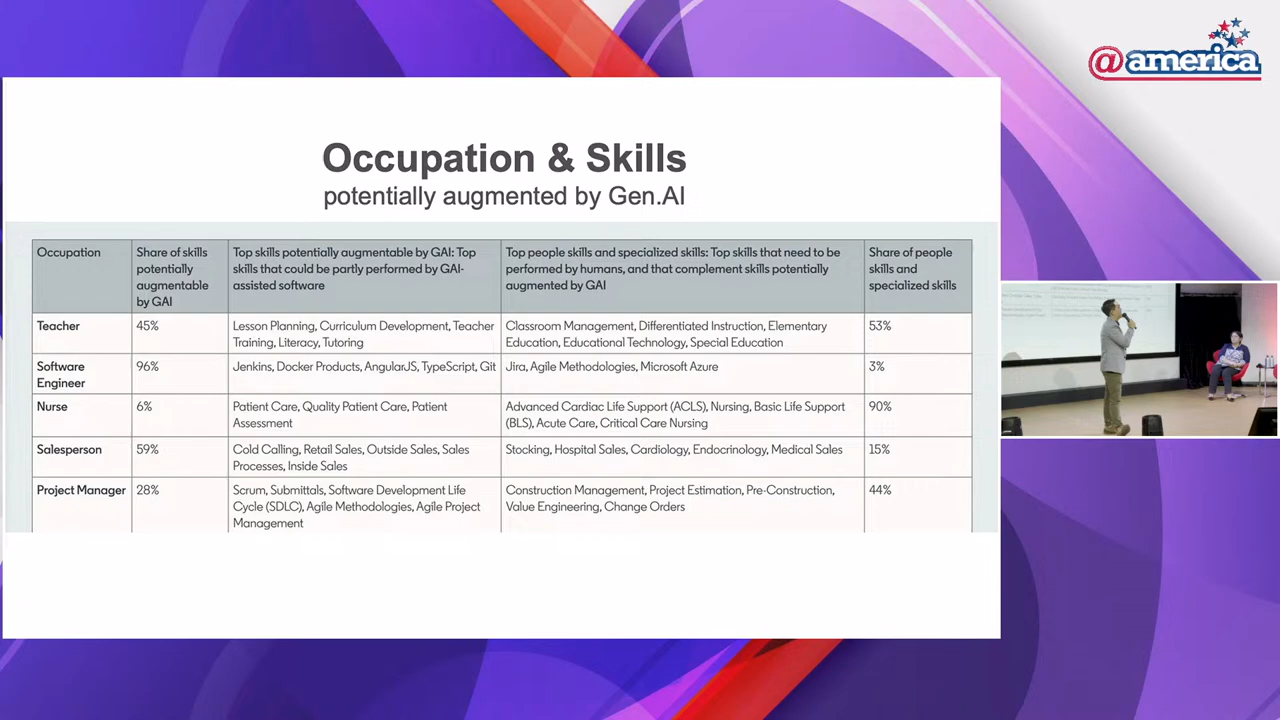 @america
Occupation & Skills
potentially augmented by Gen.AI
Occupation
Share of skills
potentially
augmentable
by GAI
Top skills potentially augmentable by GAI: Top
skills that could be partly performed by GAI-
assisted software
Top people skills and specialized skills: Top skills that need to be
performed by humans, and that complement skills potentially
augmented by GAI
Share of people
skills and
specialized skills
Teacher
45%
Lesson Planning, Curriculum Development, Teacher
Training, Literacy, Tutoring
Classroom Management, Differentiated Instruction, Elementary
Education, Educational Technology, Special Education
53%
Software
Engineer
96%
Jenkins, Docker Products, AngularJS, TypeScript, Git
Jira, Agile Methodologies, Microsoft Azure
3%
Nurse
6%
Patient Care, Quality Patient Care, Patient
Assessment
Advanced Cardiac Life Support (ACLS), Nursing, Basic Life Support
(BLS), Acute Care, Critical Care Nursing
90%
Salesperson
59%
Cold Calling, Retail Sales, Outside Sales, Sales
Processes, Inside Sales
Stocking, Hospital Sales, Cardiology, Endocrinology, Medical Sales
15%
Project Manager
28%
Scrum, Submittals, Software Development Life
Cycle (SDLC), Agile Methodologies, Agile Project
Management
Construction Management, Project Estimation, Pre-Construction,
Value Engineering, Change Orders
44%